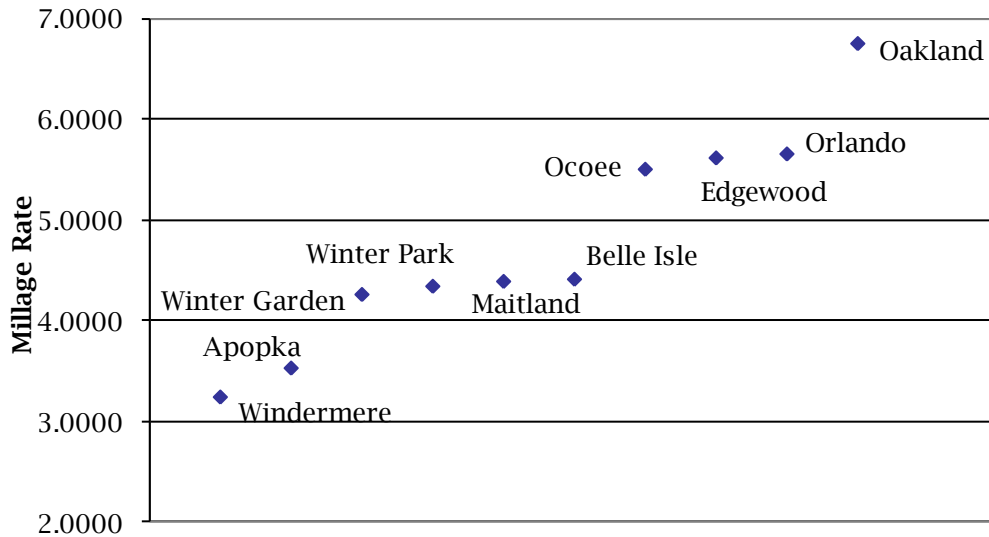 7.0000
Oakland
6.0000
Orlando
Ocoee
Edgewood
5.0000
Winter Park
Belle Isle
Winter Garden
Maitland
4.0000
Apopka
Windermere
3.0000
2.0000
Millage Rate